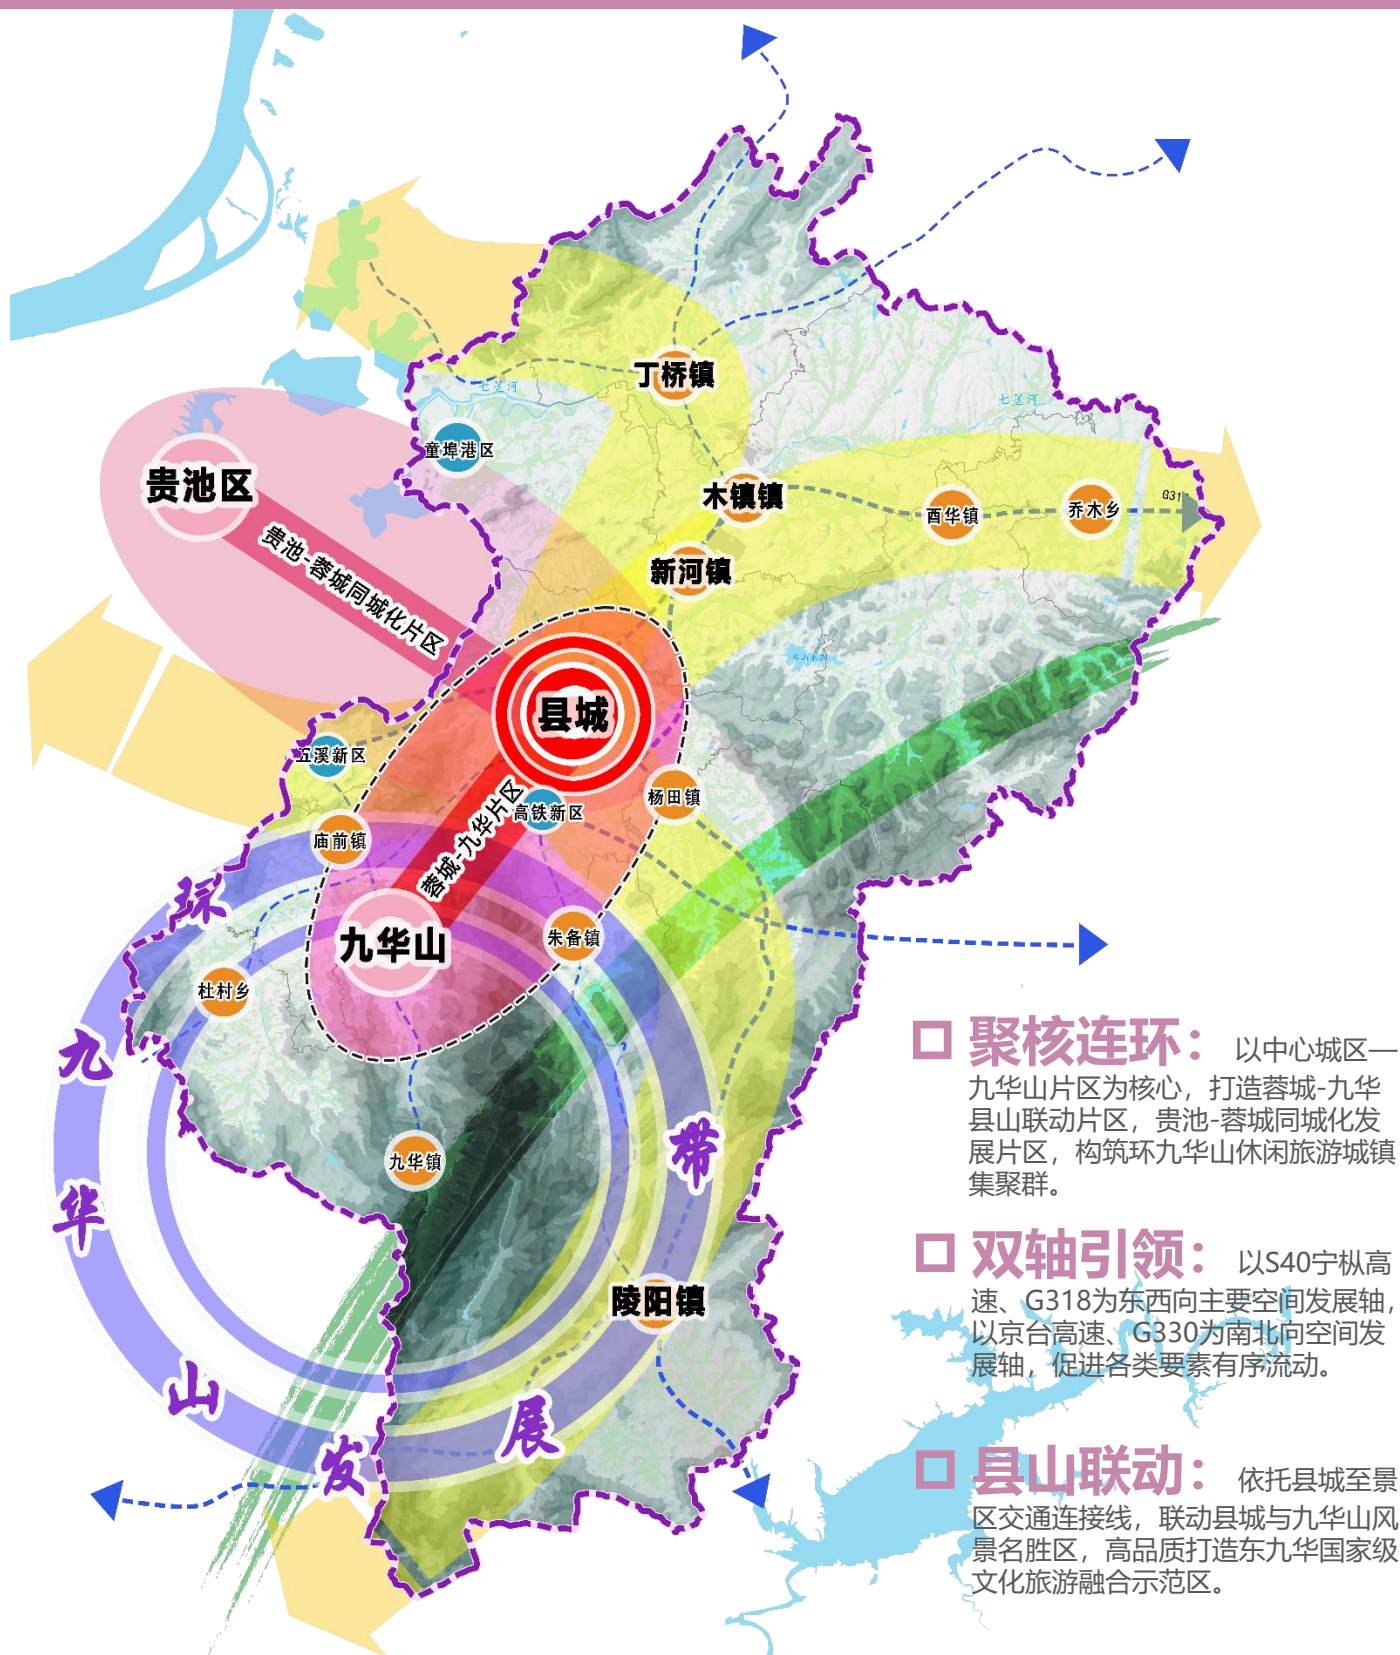 丁桥镇
七星河
七星河
童埠港区
贵池区
木镇镇
G31
酉华镇
乔木乡
贵池-蓉城同城化片区
新河镇
县城
五溪新区
蓉城-九华片区
高铁新区
杨田镇
庙前镇
环九华山发展带
九华山
朱备镇
杜村乡
九华镇
陵阳镇
聚核连环：以中心城区—
九华山片区为核心，打造蓉城-九华
县山联动片区，贵池-蓉城同城化发
展片区，构筑环九华山休闲旅游城镇
集聚群。
双轴引领：以S40宁枞高
速、G318为东西向主要空间发展轴，
以京台高速、G330为南北向空间发
展轴，促进各类要素有序流动。
县山联动：依托县城至景
区交通连接线，联动县城与九华山风
景名胜区，高品质打造东九华国家级
文化旅游融合示范区。